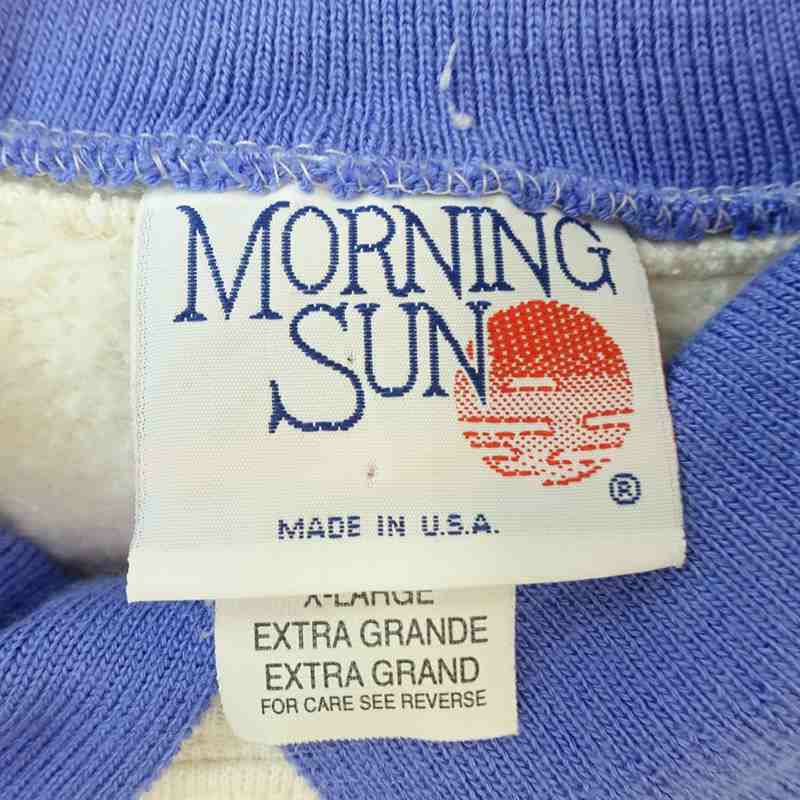 MORNING
SUN
®
MADE IN U.S.A.
X-LARGE
EXTRA GRANDE
EXTRA GRAND
FOR CARE SEE REVERSE